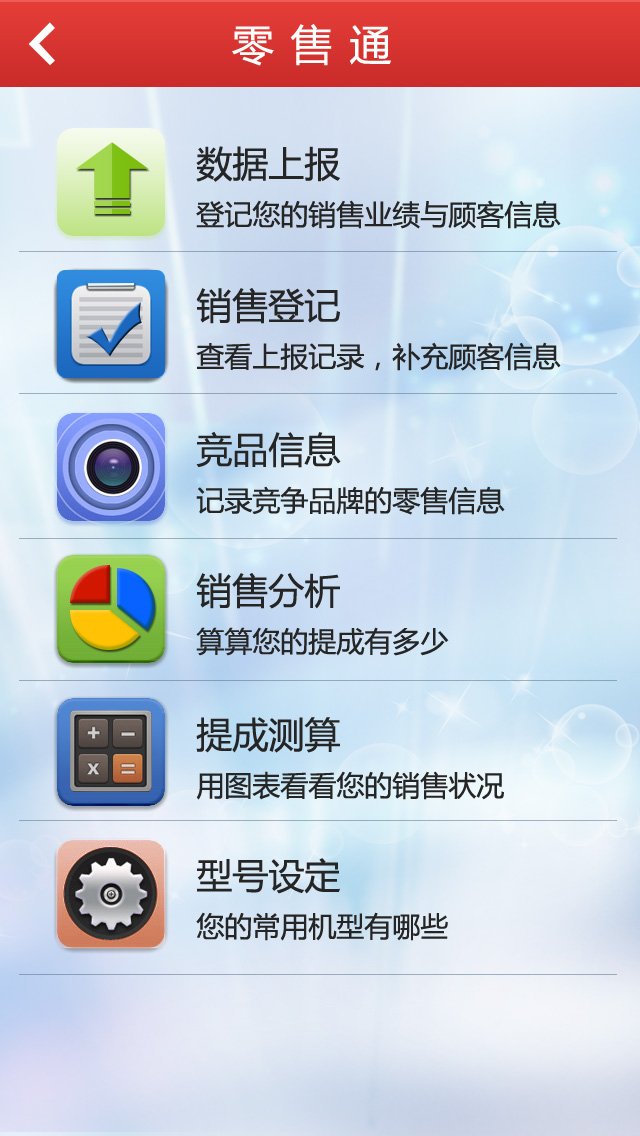 零售通
数据上报
登记您的销售业绩与顾客信息
销售登记
查看上报记录，补充顾客信息
竞品信息
记录竞争品牌的零售信息
销售分析
算算您的提成有多少
提成测算
用图表看看您的销售状况
型号设定
您的常用机型有哪些